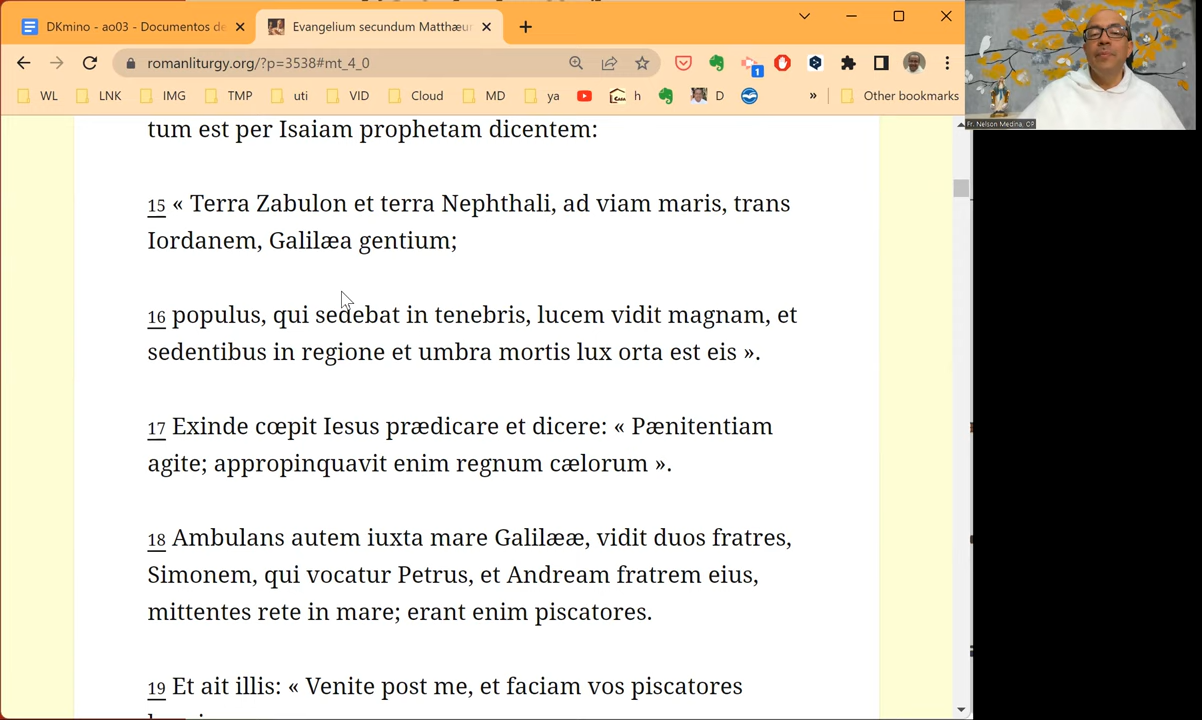 DKmino - ao03 - Documentos de
Evangelium secundum Matthæum
romanliturgy.org/?p=3538#mt_4_0
1
WL LNK IMG TMP uti VID Cloud MD ya h D » Other bookmarks
Fr. Nelson Medina, OP
tum est per Isaiam prophetam dicentem:
15 « Terra Zabulon et terra Nephthali, ad viam maris, trans
Iordanem, Galilæa gentium;
16 populus, qui sedebat in tenebris, lucem vidit magnam, et
sedentibus in regione et umbra mortis lux orta est eis ».
17 Exinde cœpit Iesus prædicare et dicere: « Pænitentiam
agite; appropinquavit enim regnum cælorum ».
18 Ambulans autem iuxta mare Galilææ, vidit duos fratres,
Simonem, qui vocatur Petrus, et Andream fratrem eius,
mittentes rete in mare; erant enim piscatores.
19 Et ait illis: « Venite post me, et faciam vos piscatores